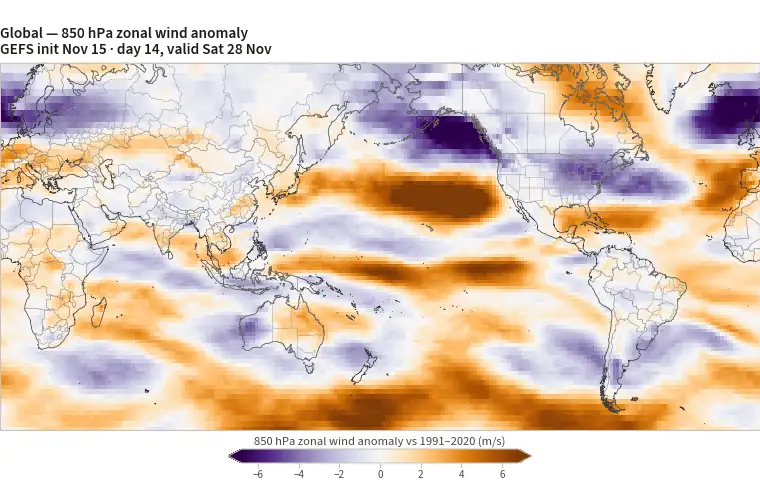 Global — 850 hPa zonal wind anomaly
GEFS init Nov 15 · day 14, valid Sat 28 Nov
850 hPa zonal wind anomaly vs 1991–2020 (m/s)
−6 −4 −2 0 2 4 6